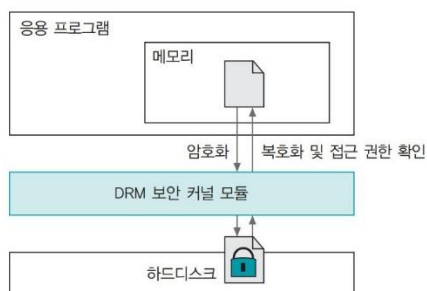 응용 프로그램
메모리
암호화
복호화 및 접근 권한 확인
DRM 보안 커널 모듈
하드디스크